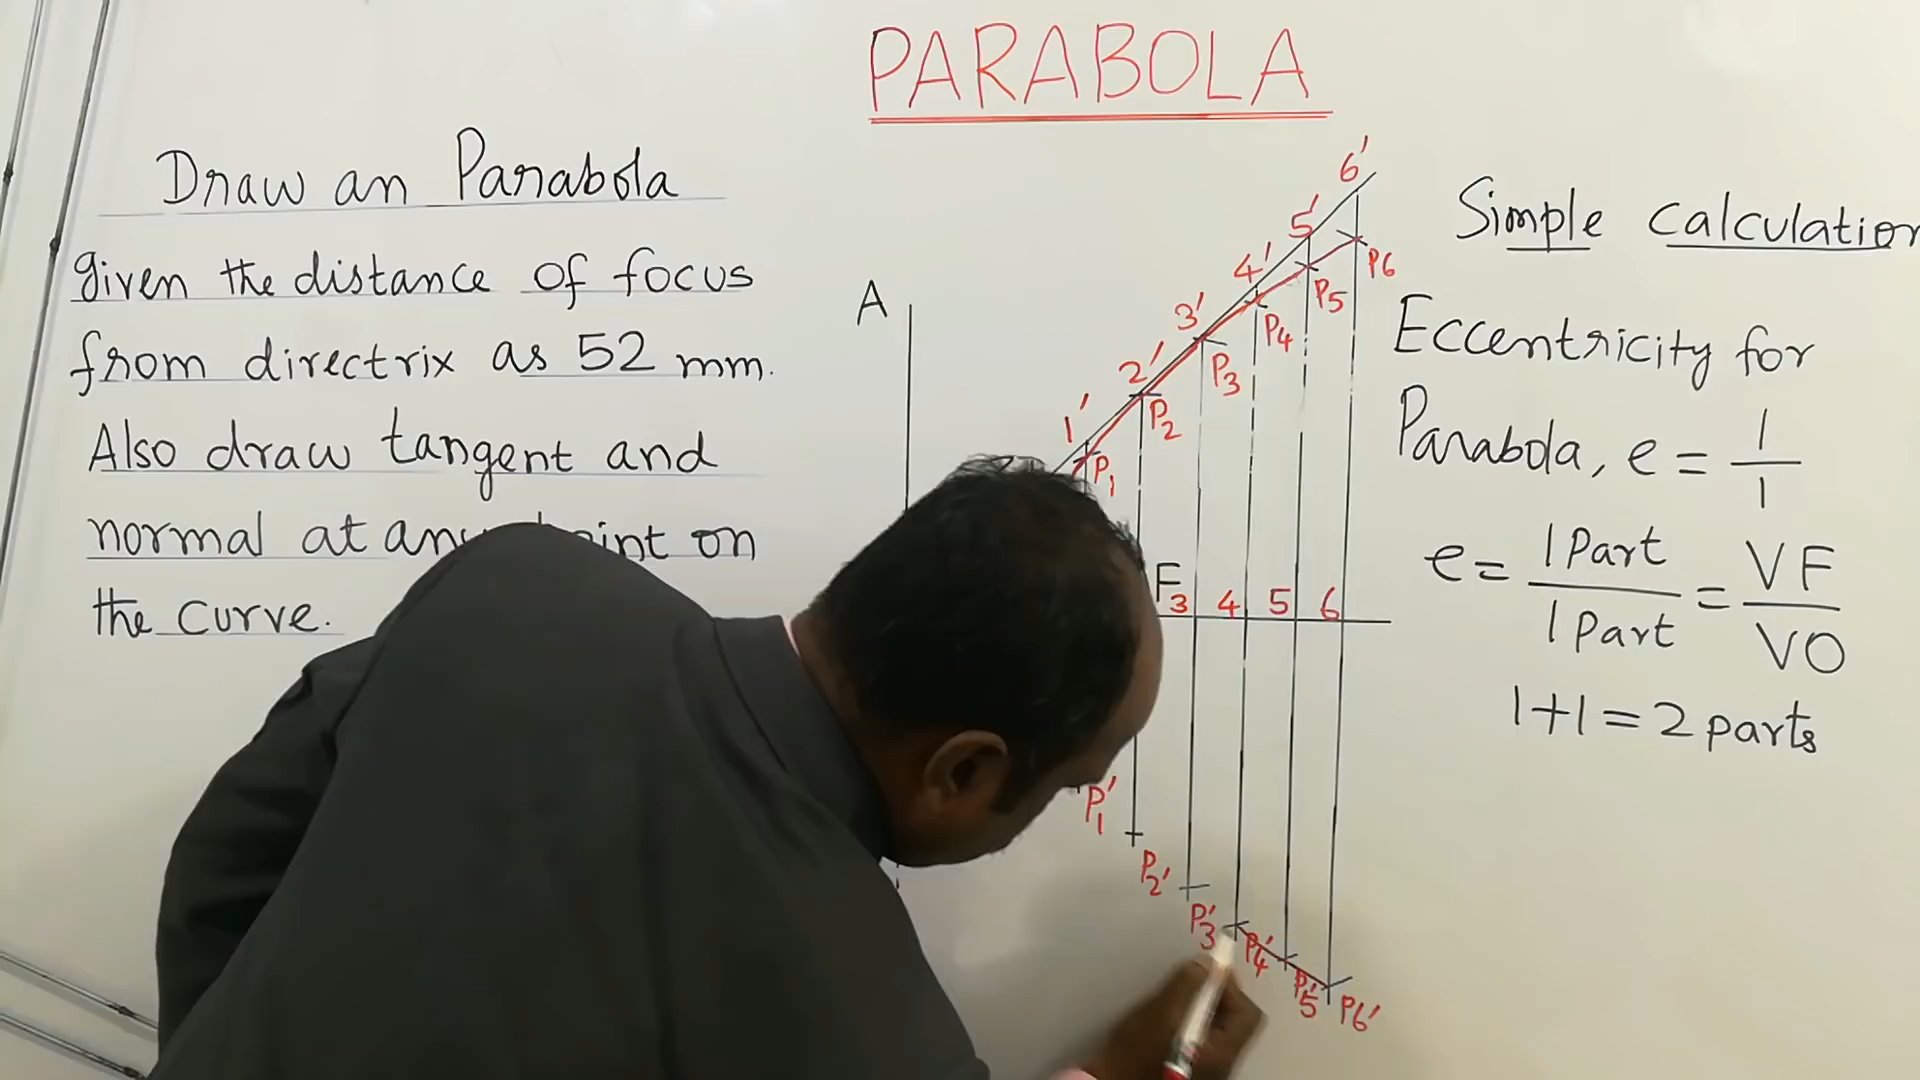 PARABOLA
Draw an Parabola
given the distance of focus
from directrix as 52 mm.
Also draw tangent and
normal at any point on
the curve.
A
1'
2'
3'
4'
5'
6'
P1
P2
P3
P4
P5
P6
F
3
4
5
6
P1'
P2'
P3'
P4'
P5'
P6'
Simple Calculation
Eccentricity for
Parabola, e = 1/1
e = 1 Part / 1 Part = VF / VO
1+1 = 2 parts